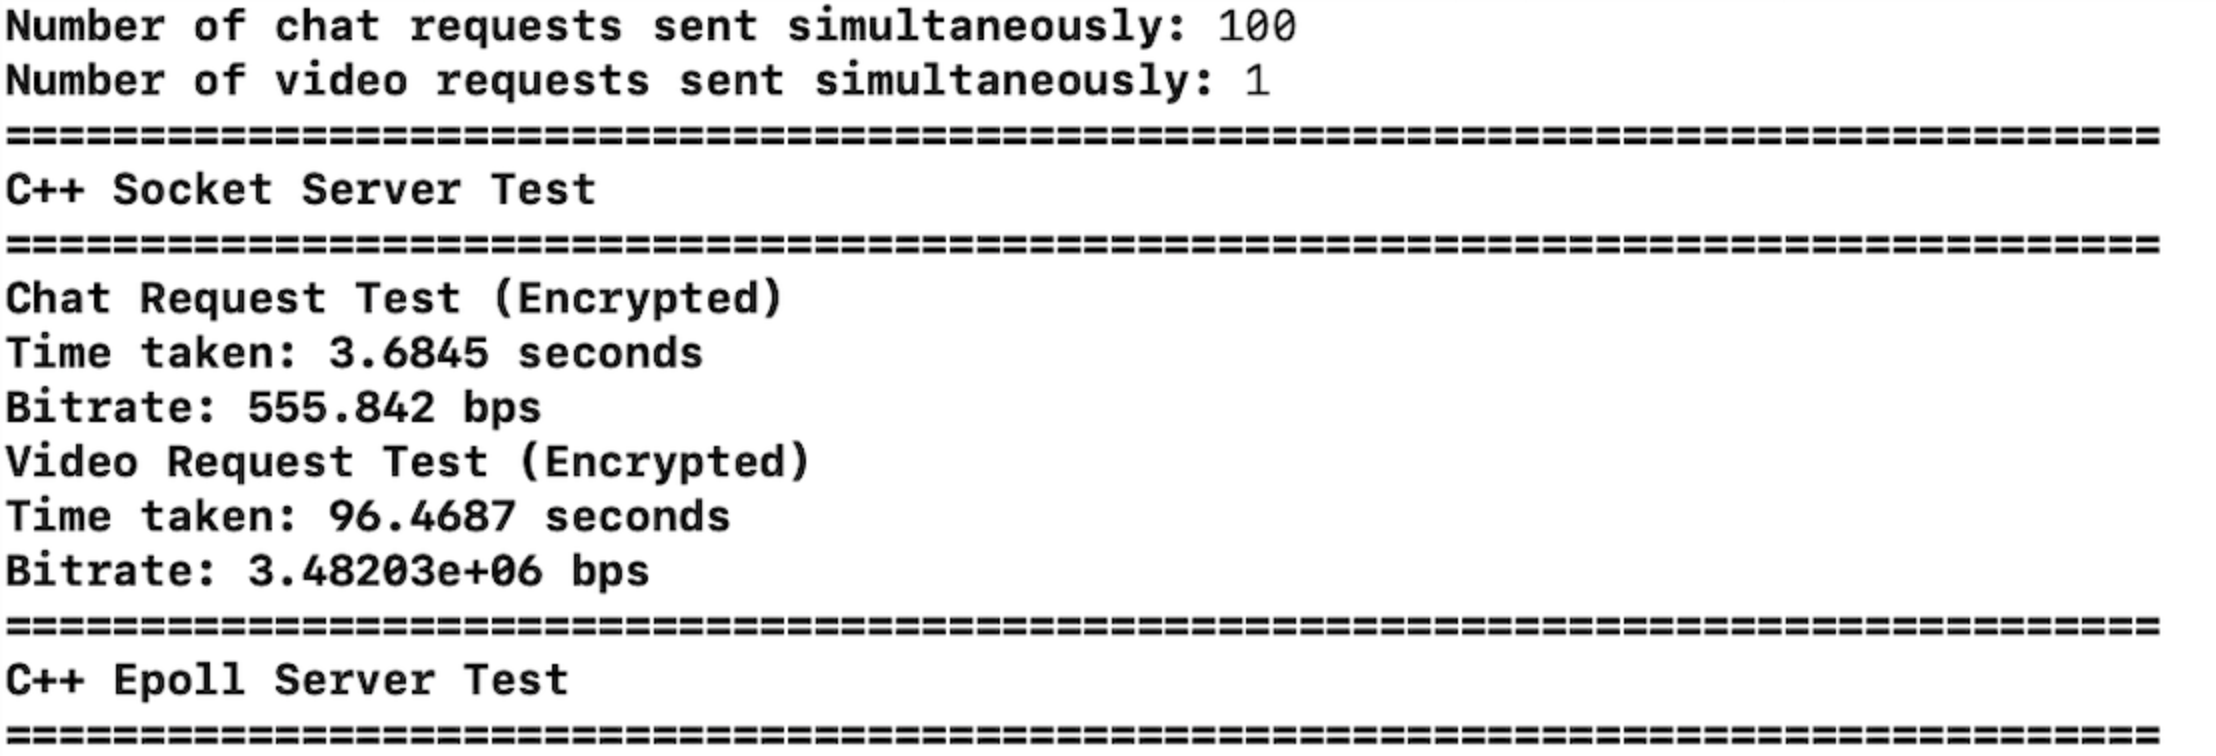 Number of chat requests sent simultaneously: 100
Number of video requests sent simultaneously: 1
================================================================================
C++ Socket Server Test
================================================================================
Chat Request Test (Encrypted)
Time taken: 3.6845 seconds
Bitrate: 555.842 bps
Video Request Test (Encrypted)
Time taken: 96.4687 seconds
Bitrate: 3.48203e+06 bps
================================================================================
C++ Epoll Server Test
================================================================================